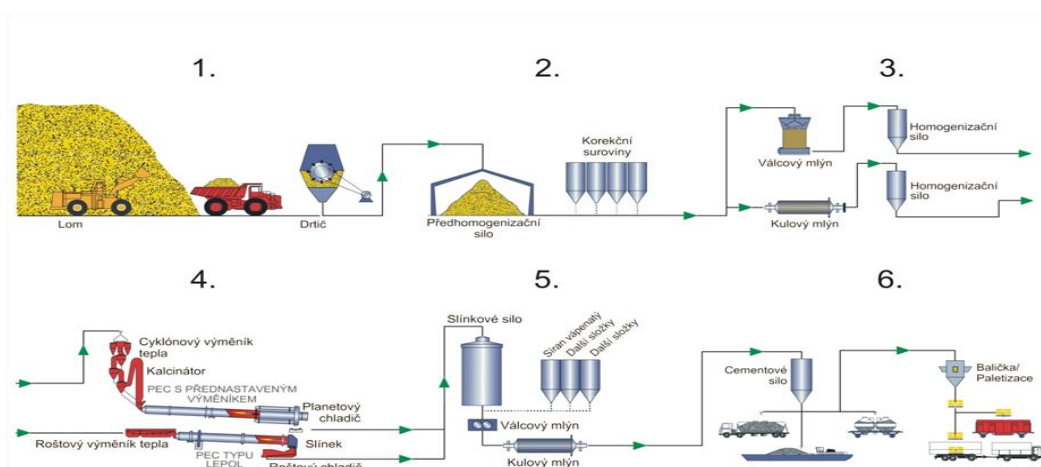 1.
2.
3.
Lom
Drtič
Předhomogenizační
silo
Korekční
suroviny
Válcový mlýn
Homogenizační
silo
Kulový mlýn
Homogenizační
silo
4.
5.
6.
Cyklónový výměník
tepla
Kalcinátor
PEC S PŘEDNASTAVENÝM
VÝMĚNÍKEM
Planetový
chladič
Roštový výměník tepla
Slínek
PEC TYPU
LEPOL
Roštový chladič
Slínkové silo
Síran vápenatý
Další složky
Další složky
Válcový mlýn
Kulový mlýn
Cementové
silo
Balička/
Paletizace